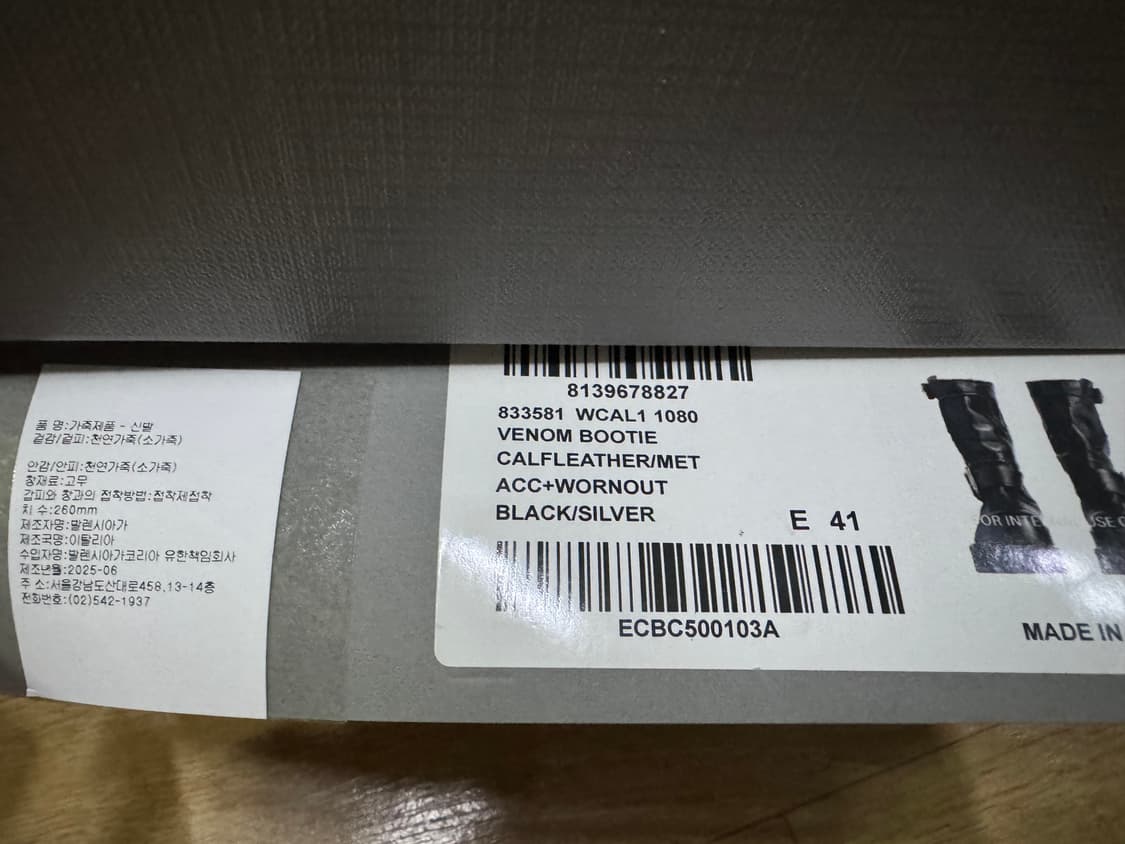 품 명:가죽제품 - 신발
겉감/겉피:천연가죽(소가죽)
안감/안피:천연가죽(소가죽)
창재료:고무
갑피와 창과의 접착방법:접착제접착
치 수:260mm
제조자명:발렌시아가
제조국명:이탈리아
수입자명:발렌시아가코리아 유한책임회사
제조년월:2025-06
주 소:서울강남도산대로458,13-14층
전화번호:(02)542-1937
8139678827
833581 WCAL1 1080
VENOM BOOTIE
CALFLEATHER/MET
ACC+WORNOUT
BLACK/SILVER
E 41
ECBC500103A
FOR INTERNAL USE
MADE IN